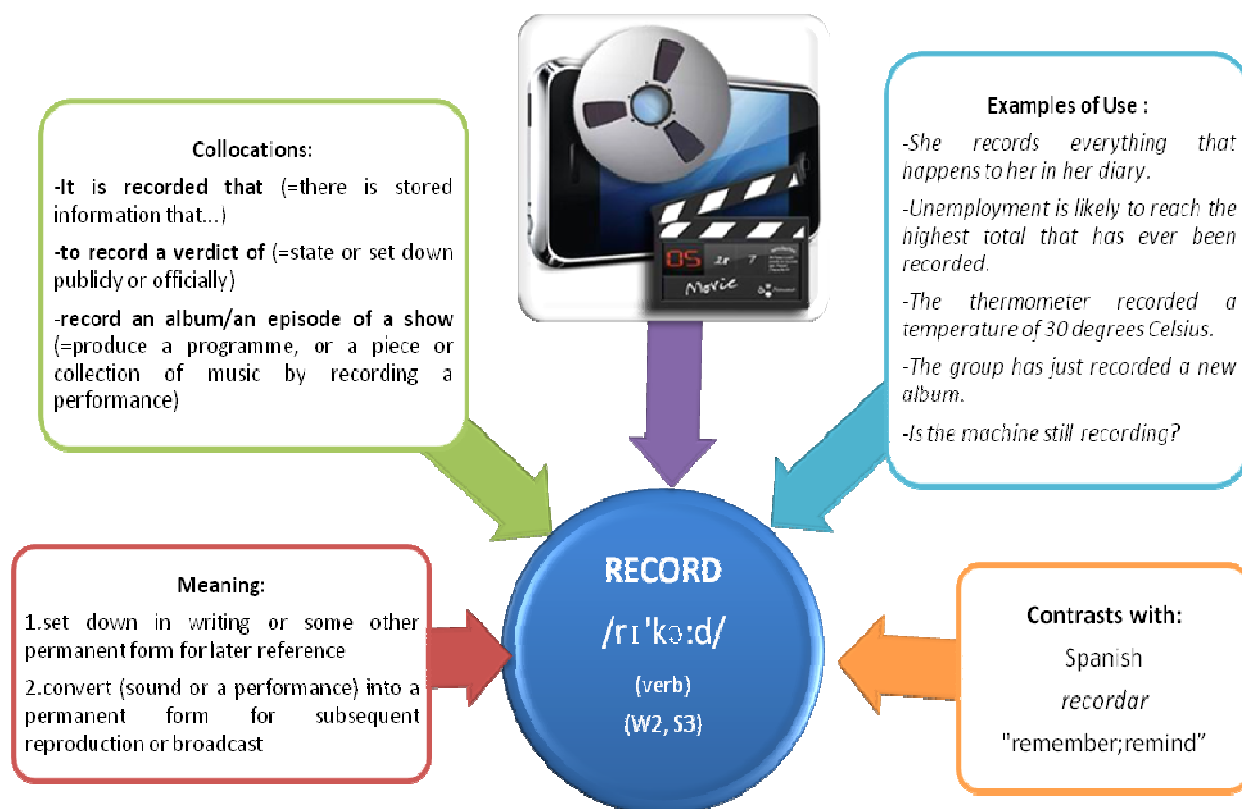 Collocations:
-It is recorded that (=there is stored
information that...)
-to record a verdict of (=state or set down
publicly or officially)
-record an album/an episode of a show
(=produce a programme, or a piece or
collection of music by recording a
performance)
05
28 7
Movie
Examples of Use :
-She records everything that
happens to her in her diary.
-Unemployment is likely to reach the
highest total that has ever been
recorded.
-The thermometer recorded a
temperature of 30 degrees Celsius.
-The group has just recorded a new
album.
-Is the machine still recording?
Meaning:
1.set down in writing or some other
permanent form for later reference
2.convert (sound or a performance) into a
permanent form for subsequent
reproduction or broadcast
RECORD
/rɪ'kɔ:d/
(verb)
(W2, S3)
Contrasts with:
Spanish
recordar
"remember;remind"